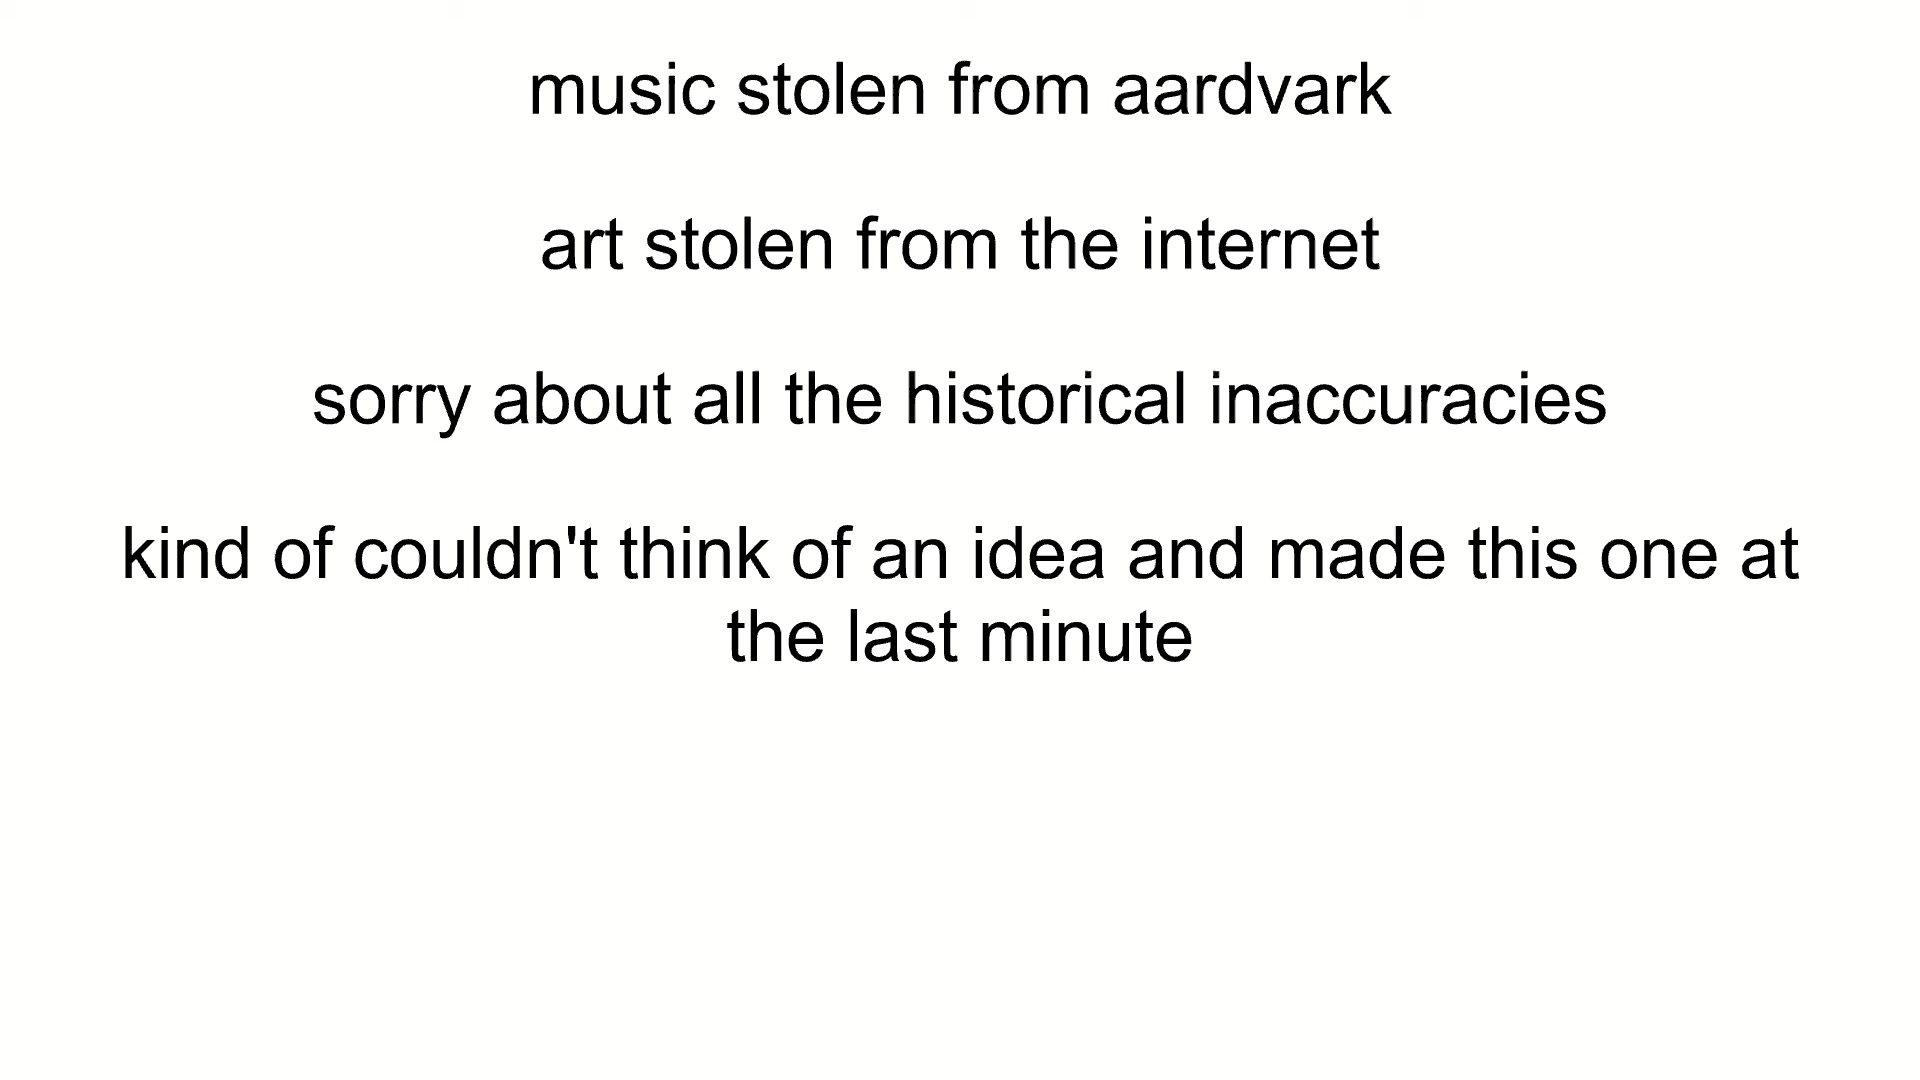 music stolen from aardvark
art stolen from the internet
sorry about all the historical inaccuracies
kind of couldn't think of an idea and made this one at
the last minute